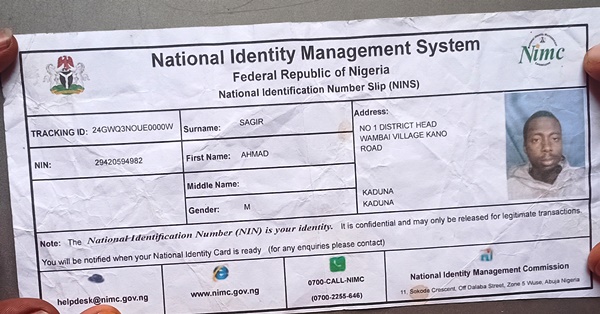 National Identity Management System
Federal Republic of Nigeria
National Identification Number Slip (NINS)
Nimc
TRACKING ID: 24GWQ3NOUE0000W
Surname: SAGIR
Address:
NO 1 DISTRICT HEAD
WAMBAI VILLAGE KANO
ROAD
KADUNA
KADUNA
NIN: 29420594982
First Name: AHMAD
Middle Name:
Gender: M
Note: The National Identification Number (NIN) is your identity. It is confidential and may only be released for legitimate transactions.
You will be notified when your National Identity Card is ready (for any enquiries please contact)
helpdesk@nimc.gov.ng
www.nimc.gov.ng
0700-CALL-NIMC
(0700-2255-646)
National Identity Management Commission
11, Sokode Crescent, Off Dalaba Street, Zone 5 Wuse, Abuja Nigeria